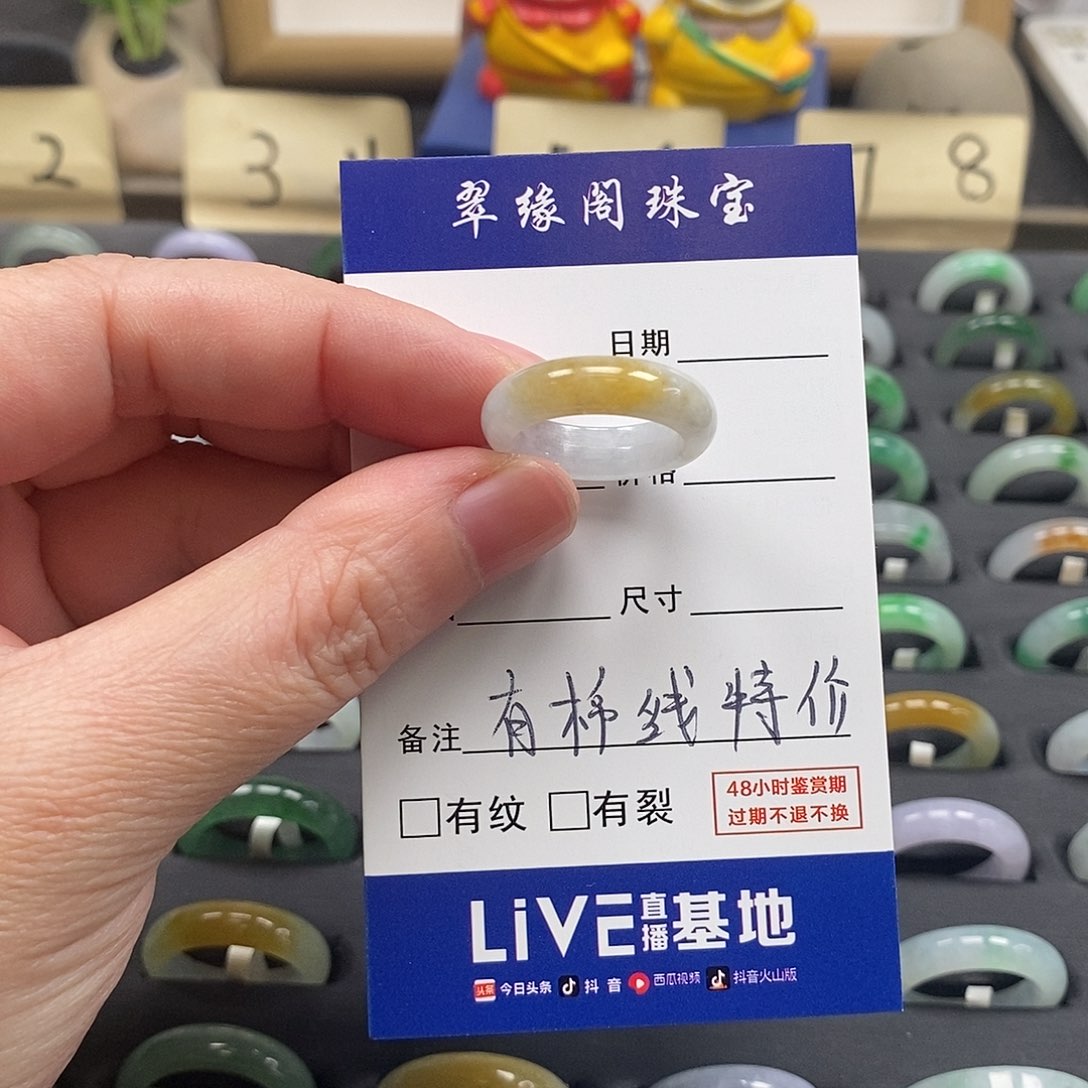 2
3
7 8
翠缘阁珠宝
日期
价格
尺寸
备注 有棉线特价
有纹 有裂
48小时鉴赏期
过期不退不换
LiVE直播基地
头条 今日头条 抖音 西瓜视频 抖音火山版